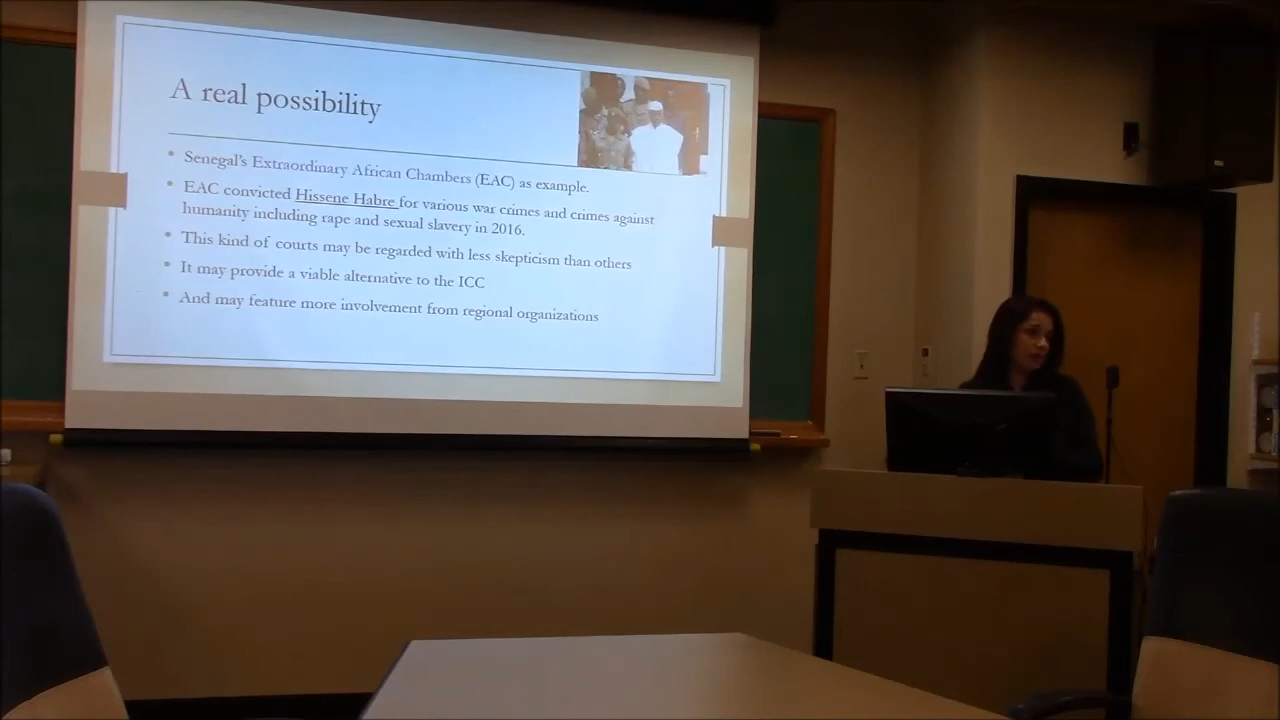 A real possibility
• Senegal's Extraordinary African Chambers (EAC) as example.
• EAC convicted Hissene Habre for various war crimes and crimes against
humanity including rape and sexual slavery in 2016.
• This kind of courts may be regarded with less skepticism than others
• It may provide a viable alternative to the ICC
• And may feature more involvement from regional organizations